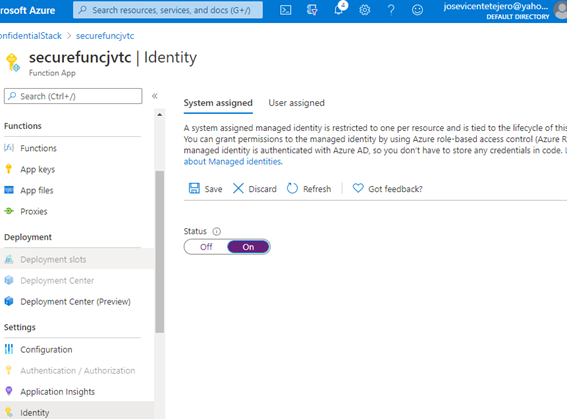 rosoft Azure
Search resources, services, and docs (G+/)
4
josevicentetejero@yaho...
DEFAULT DIRECTORY
onfidentialStack > securefuncjvtc
securefuncjvtc | Identity
Function App
Search (Ctrl+/)
«
Functions
Functions
App keys
App files
Proxies
Deployment
Deployment slots
Deployment Center
Deployment Center (Preview)
Settings
Configuration
Authentication / Authorization
Application Insights
Identity
System assigned
User assigned
A system assigned managed identity is restricted to one per resource and is tied to the lifecycle of this
You can grant permissions to the managed identity by using Azure role-based access control (Azure R
managed identity is authenticated with Azure AD, so you don't have to store any credentials in code. L
about Managed identities.
Save
Discard
Refresh
Got feedback?
Status
Off
On